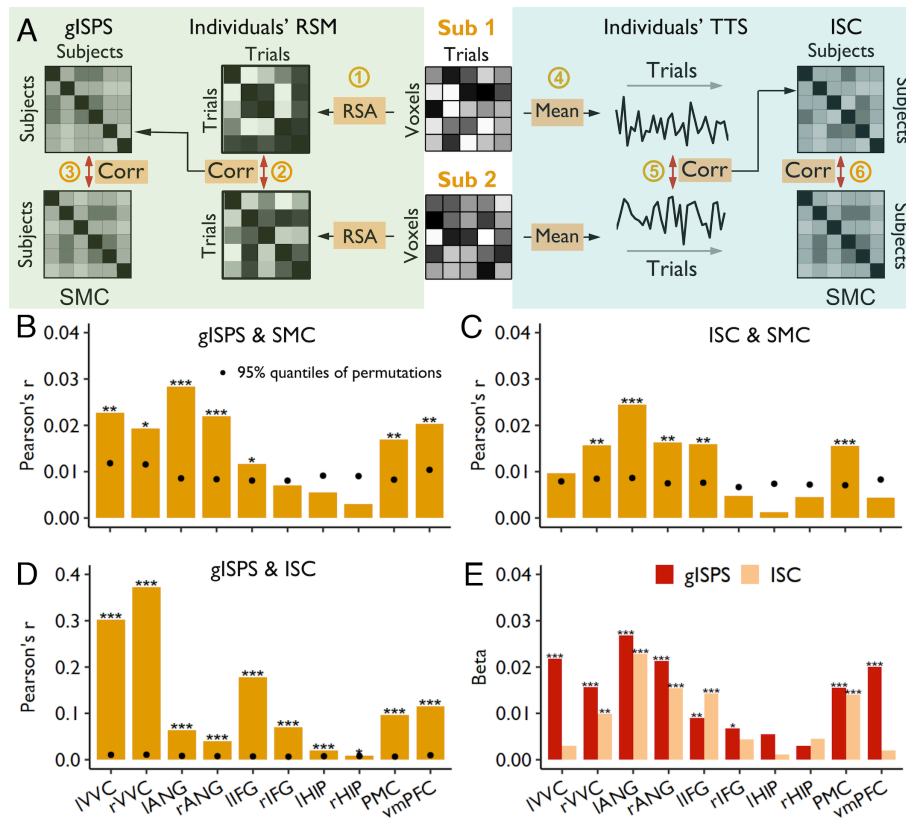 A
gISPS
Subjects
Subjects
Individuals' RSM
Trials
Trials
①
RSA
Sub 1
Trials
Voxels
④
Mean
Individuals' TTS
Trials
ISC
Subjects
③
Corr
Corr
②
Sub 2
⑤
Corr
Corr
⑥
Subjects
SMC
Trials
RSA
Voxels
Mean
Trials
Subjects
SMC
B
gISPS & SMC
• 95% quantiles of permutations
Pearson's r
0.04
0.03
0.02
0.01
0.00
**
*
***
***
*
**
**
C
ISC & SMC
Pearson's r
0.04
0.03
0.02
0.01
0.00
**
***
**
**
***
D
gISPS & ISC
Pearson's r
0.4
0.3
0.2
0.1
0.0
***
***
***
***
***
***
***
*
***
***
lVVC
rVVC
lANG
rANG
lIFG
rIFG
lHIP
rHIP
PMC
vmPFC
E
gISPS
ISC
Beta
0.04
0.03
0.02
0.01
0.00
***
***
**
***
***
***
***
**
***
*
***
***
***
lVVC
rVVC
lANG
rANG
lIFG
rIFG
lHIP
rHIP
PMC
vmPFC